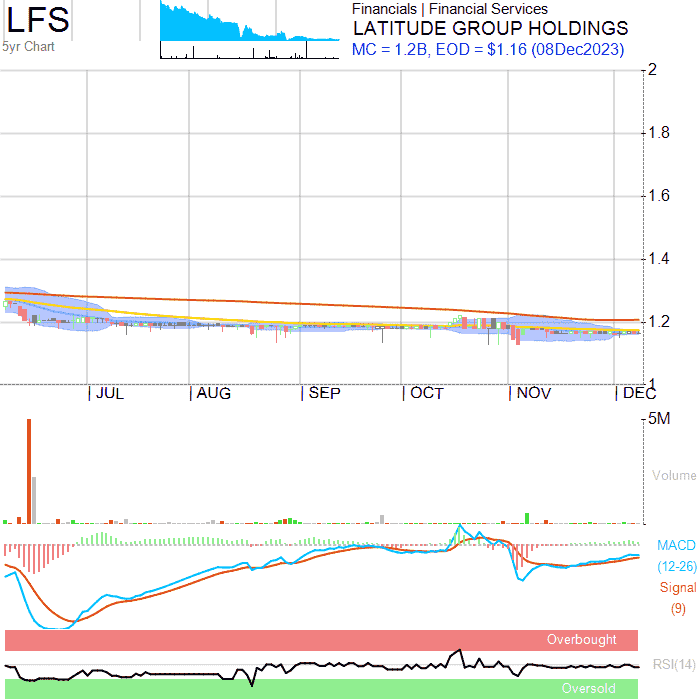 LFS
5yr Chart
Financials | Financial Services
LATITUDE GROUP HOLDINGS
MC = 1.2B, EOD = $1.16 (08Dec2023)
2
1.8
1.6
1.4
1.2
1
JUL AUG SEP OCT NOV DEC
5M
Volume
MACD
(12-26)
Signal
(9)
Overbought
RSI(14)
Oversold